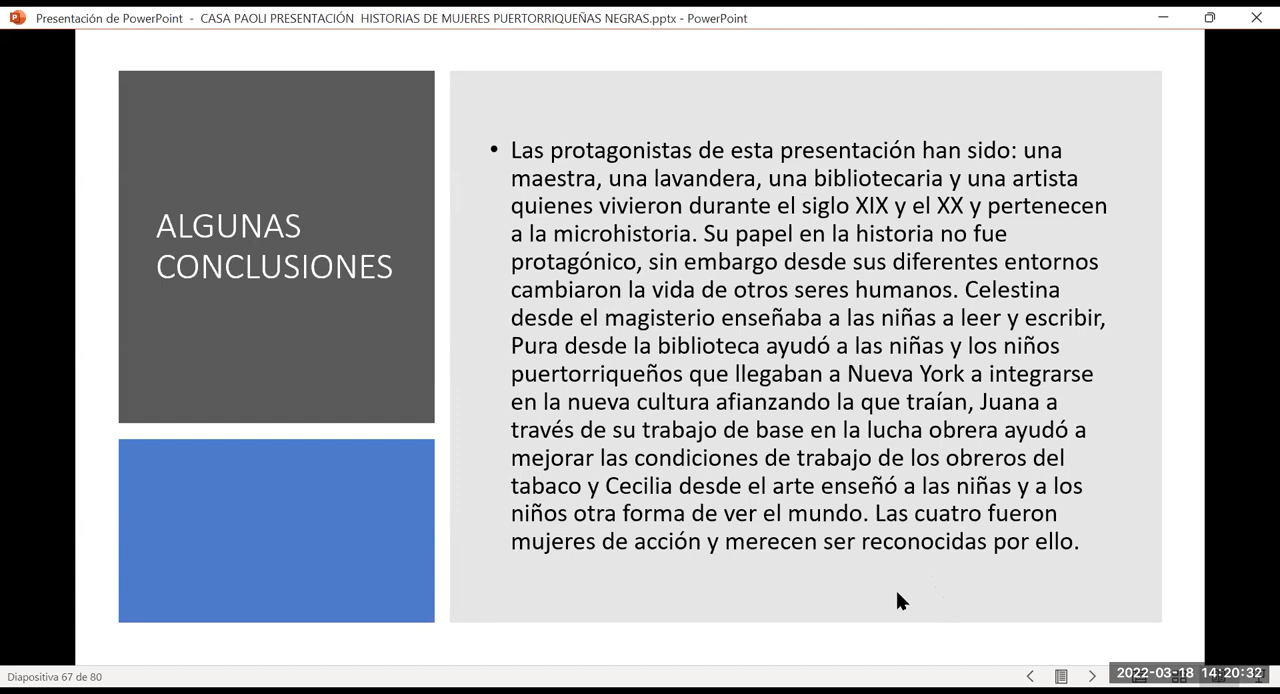 Presentación de PowerPoint - CASA PAOLI PRESENTACIÓN HISTORIAS DE MUJERES PUERTORRIQUEÑAS NEGRAS.pptx - PowerPoint
ALGUNAS
CONCLUSIONES
• Las protagonistas de esta presentación han sido: una
maestra, una lavandera, una bibliotecaria y una artista
quienes vivieron durante el siglo XIX y el XX y pertenecen
a la microhistoria. Su papel en la historia no fue
protagónico, sin embargo desde sus diferentes entornos
cambiaron la vida de otros seres humanos. Celestina
desde el magisterio enseñaba a las niñas a leer y escribir,
Pura desde la biblioteca ayudó a las niñas y los niños
puertorriqueños que llegaban a Nueva York a integrarse
en la nueva cultura afianzando la que traían, Juana a
través de su trabajo de base en la lucha obrera ayudó a
mejorar las condiciones de trabajo de los obreros del
tabaco y Cecilia desde el arte enseñó a las niñas y a los
niños otra forma de ver el mundo. Las cuatro fueron
mujeres de acción y merecen ser reconocidas por ello.
Diapositiva 67 de 80
2022-03-18 14:20:32